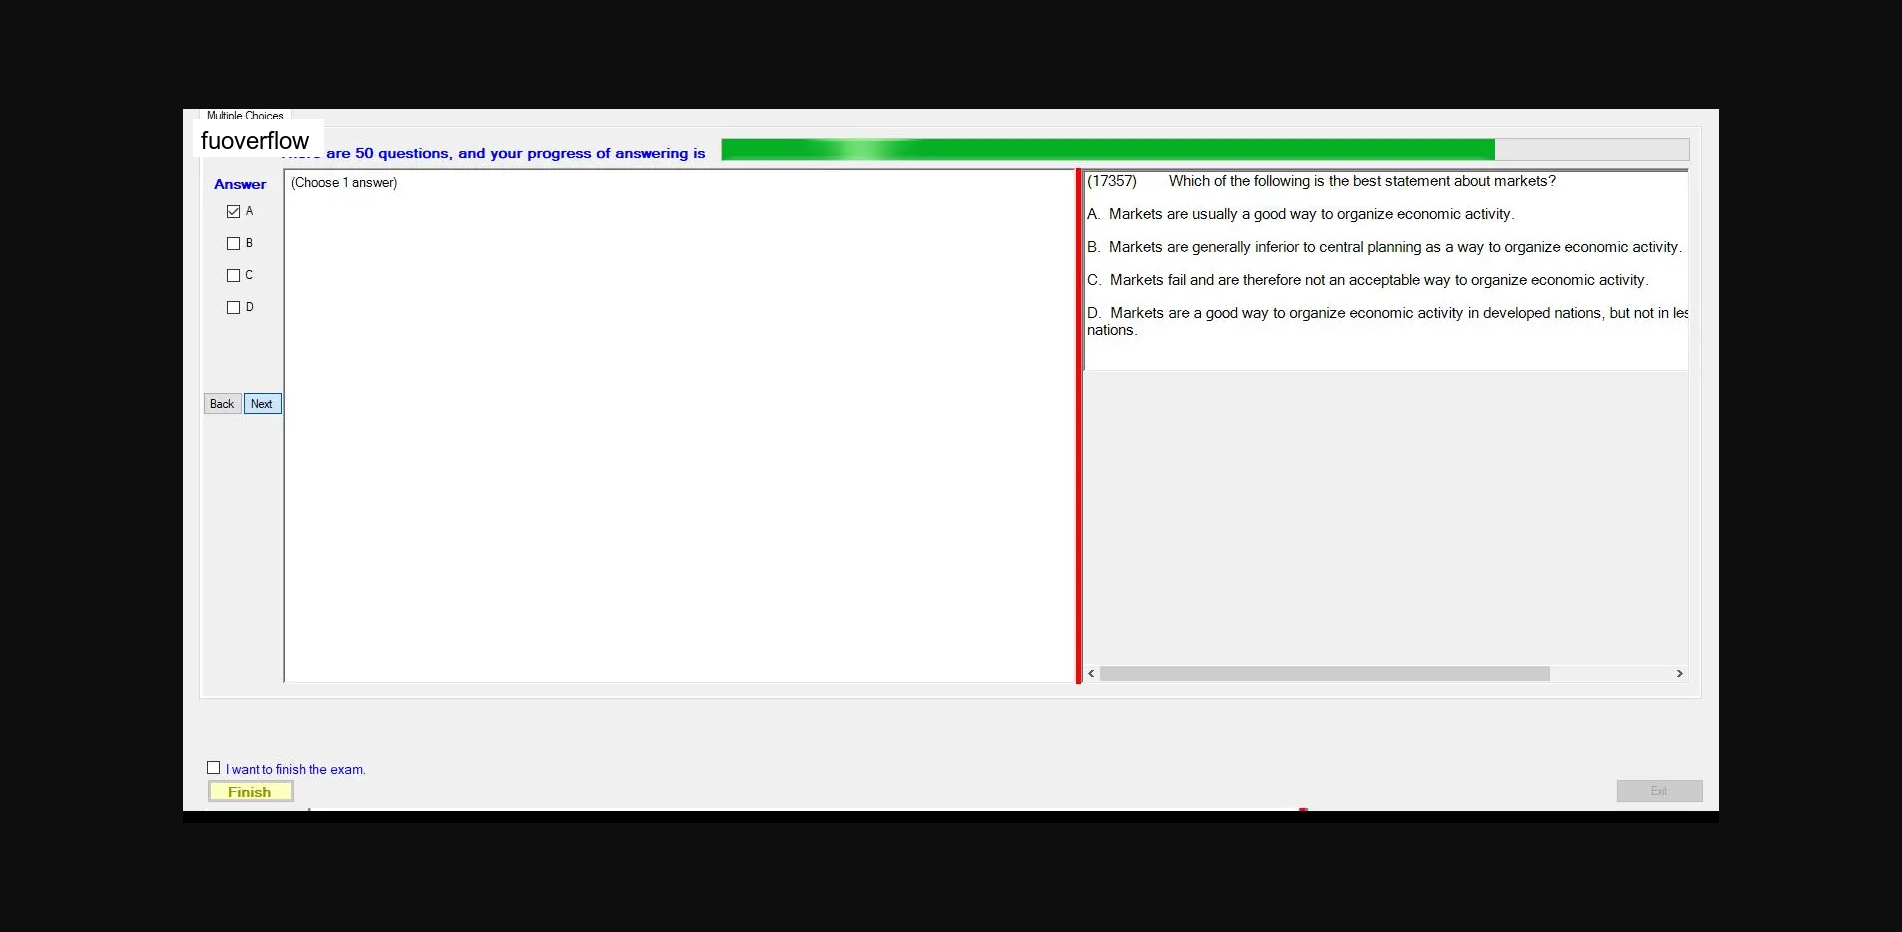 Multiple Choices
fuoverflow
are 50 questions, and your progress of answering is
Answer
(Choose 1 answer)
A
B
C
D
Back Next
(17357) Which of the following is the best statement about markets?
A. Markets are usually a good way to organize economic activity.
B. Markets are generally inferior to central planning as a way to organize economic activity.
C. Markets fail and are therefore not an acceptable way to organize economic activity.
D. Markets are a good way to organize economic activity in developed nations, but not in les
nations.
I want to finish the exam.
Finish
Exit